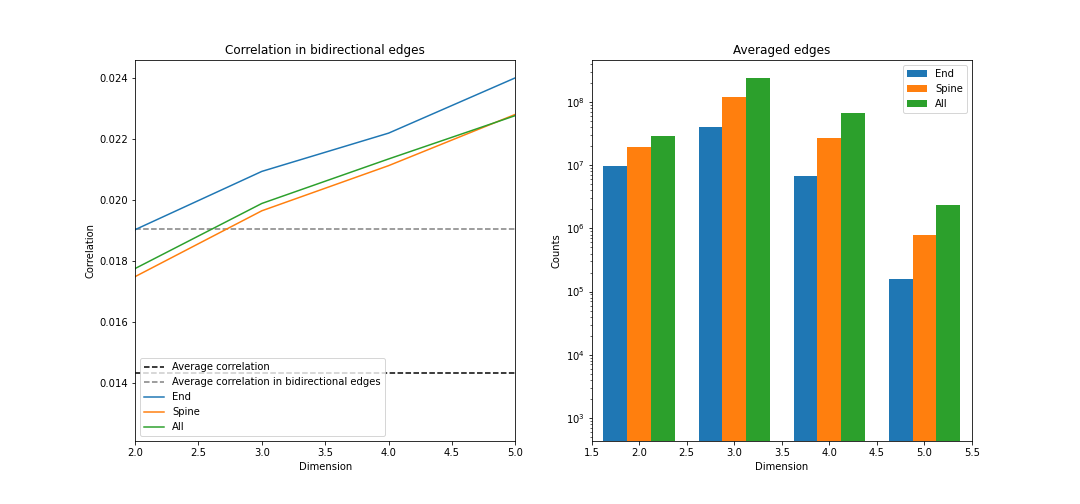 Correlation in bidirectional edges
Correlation
0.024
0.022
0.020
0.018
0.016
0.014
Average correlation
Average correlation in bidirectional edges
End
Spine
All
2.0 2.5 3.0 3.5 4.0 4.5 5.0
Dimension
Averaged edges
Counts
10^8
10^7
10^6
10^5
10^4
10^3
End
Spine
All
1.5 2.0 2.5 3.0 3.5 4.0 4.5 5.0 5.5
Dimension